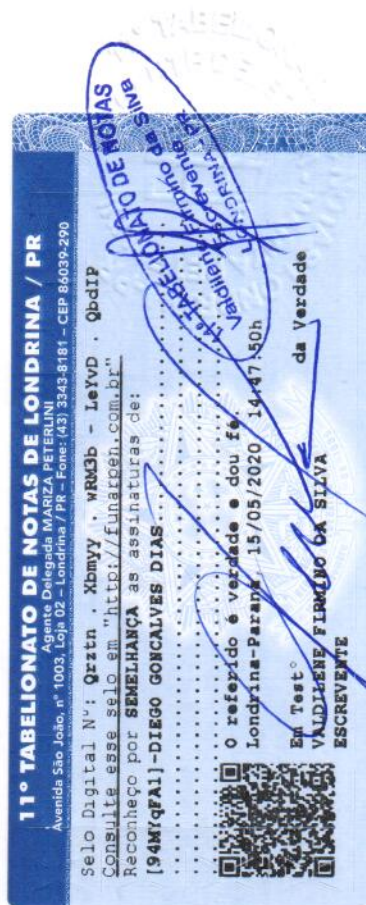 11º TABELIONATO DE NOTAS DE LONDRINA / PR
Agente Delegada MARIZA PETERLINI
Avenida São João, nº 1003, Loja 02 – Londrina / PR – Fone: (43) 3343-8181 – CEP 86039-290
Selo Digital Nº: Qrztn . Xbmyy . wRM3b - LeYvD . QbdIP
Consulte esse selo em "http://funarpen.com.br"
Reconheço por SEMELHANÇA as assinaturas de:
-DIEGO GONCALVES DIAS
O referido é verdade e dou fé
Londrina-Paraná, 15/05/2020 14:47:50h
Em Testº da Verdade
VALDILENE FIRMINO DA SILVA
ESCREVENTE
11º TABELIONATO DE NOTAS
Valdilene Firmino da Silva
Escrevente
LONDRINA - PR